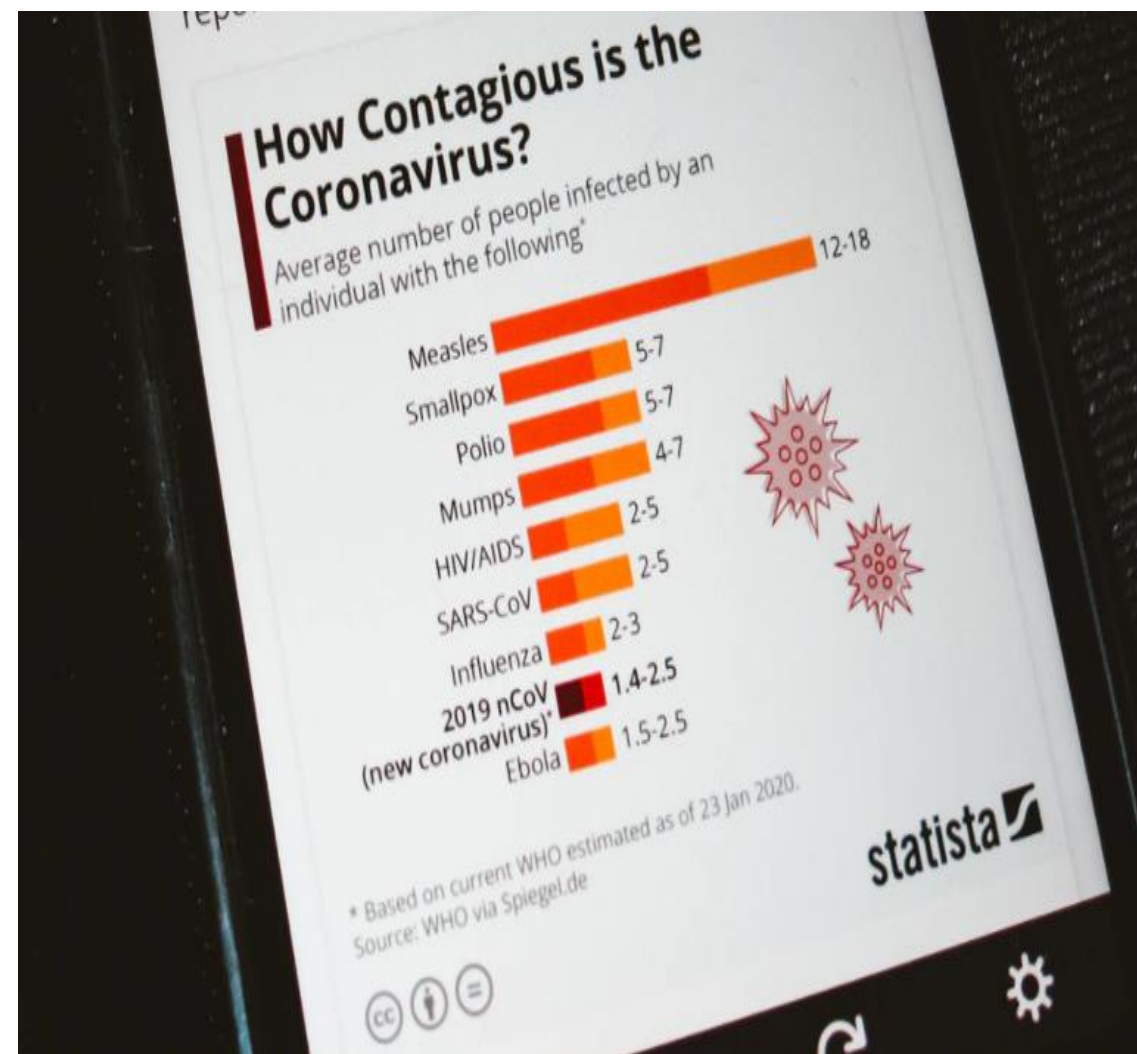 How Contagious is the
Coronavirus?
Average number of people infected by an
individual with the following*
Measles 12-18
Smallpox 5-7
Polio 5-7
Mumps 4-7
HIV/AIDS 2-5
SARS-CoV 2-5
Influenza 2-3
2019 nCoV 1.4-2.5
(new coronavirus)*
Ebola 1.5-2.5
* Based on current WHO estimated as of 23 Jan 2020.
Source: WHO via Spiegel.de
statista
cc